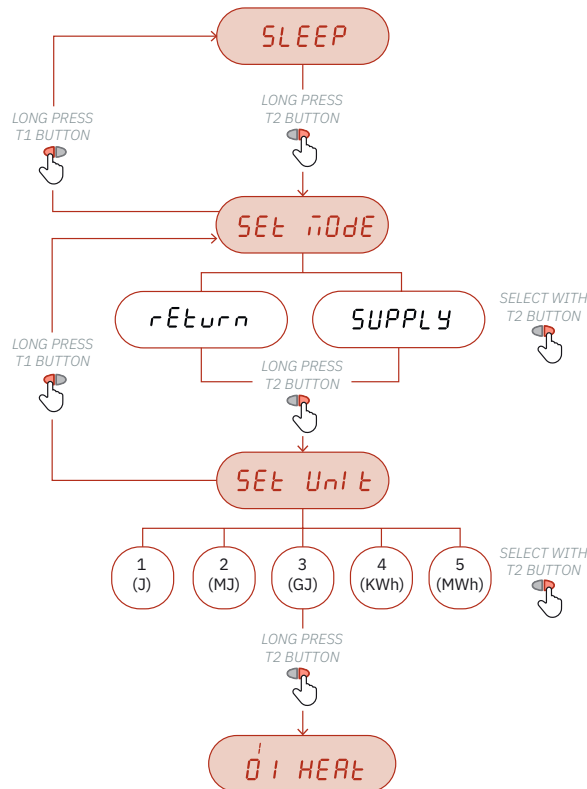 SLEEP
LONG PRESS
T2 BUTTON
LONG PRESS
T1 BUTTON
SEt mOdE
rEturn
SUPPLY
SELECT WITH
T2 BUTTON
LONG PRESS
T1 BUTTON
LONG PRESS
T2 BUTTON
SEt UnIt
1
(J)
2
(MJ)
3
(GJ)
4
(KWh)
5
(MWh)
SELECT WITH
T2 BUTTON
LONG PRESS
T2 BUTTON
1
01 HEAt